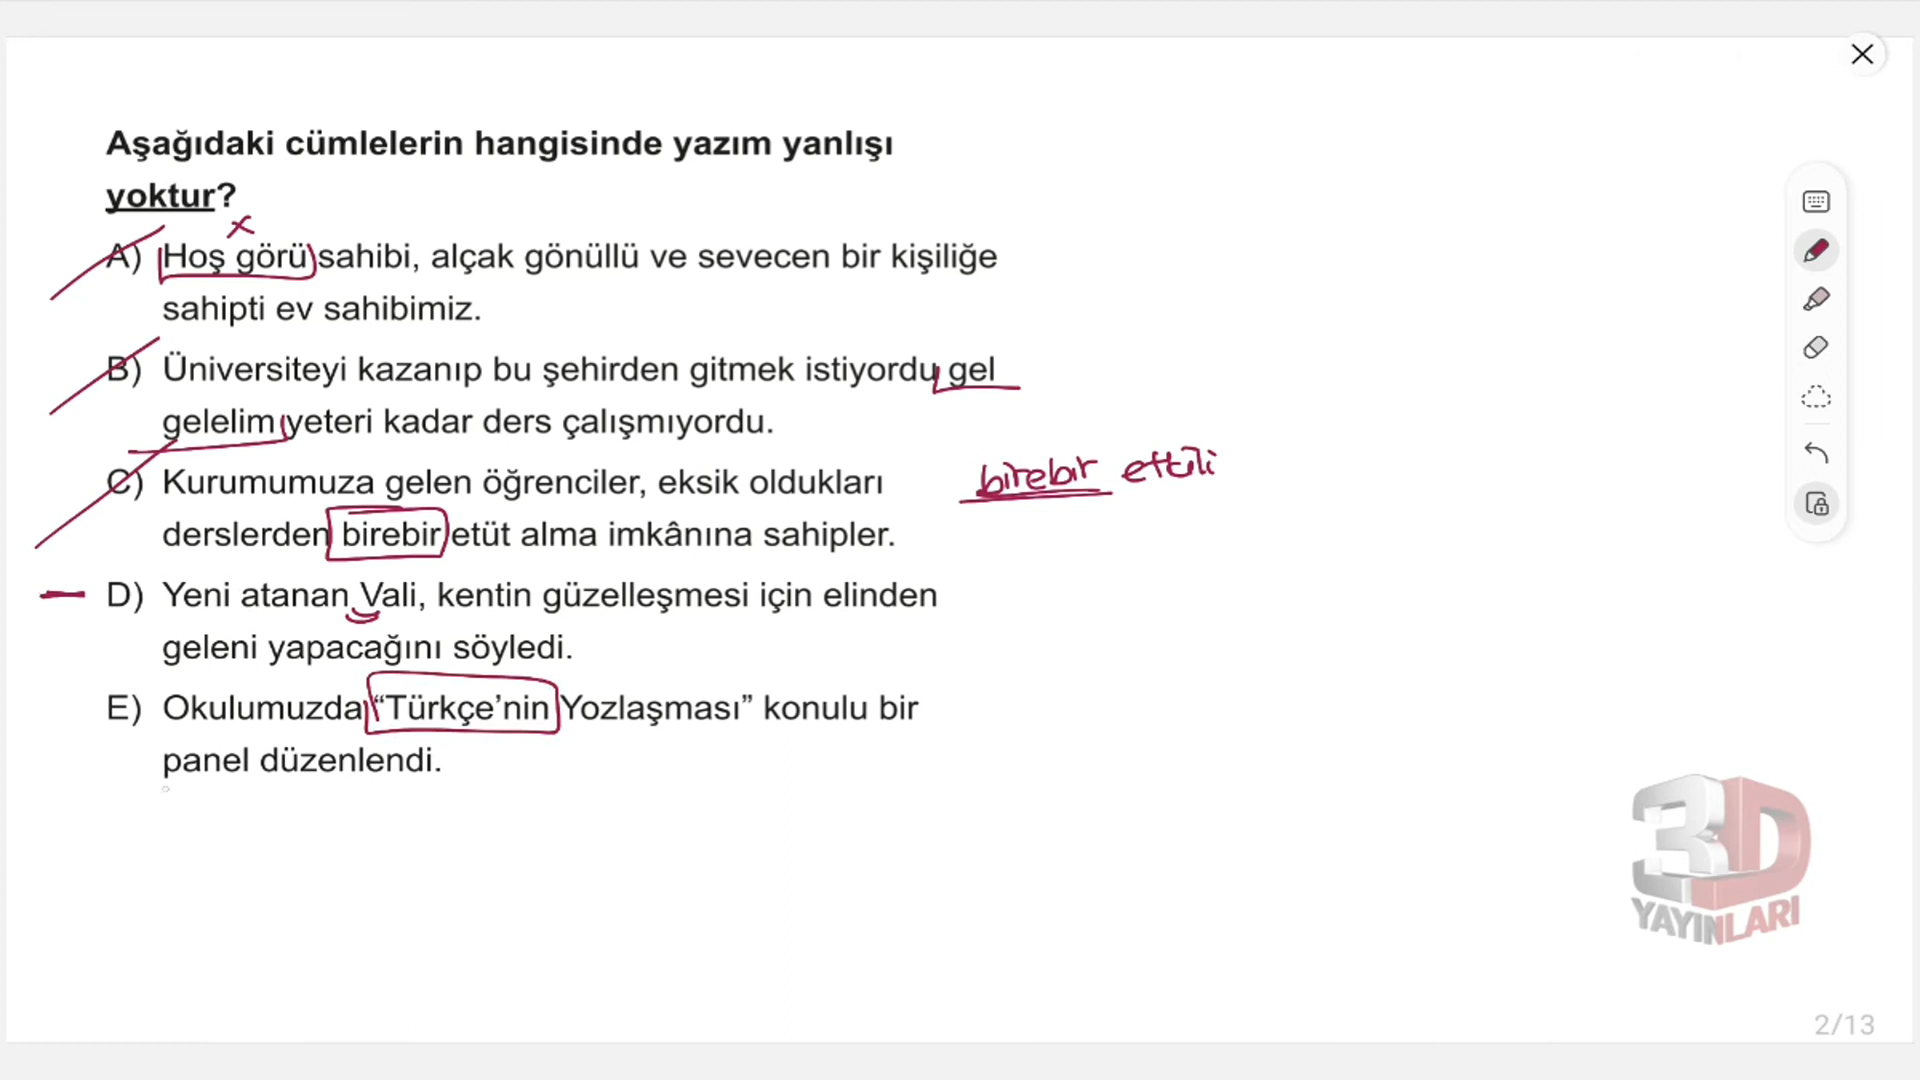 Aşağıdaki cümlelerin hangisinde yazım yanlışı
yoktur?
x
A) Hoş görü sahibi, alçak gönüllü ve sevecen bir kişiliğe
sahipti ev sahibimiz.
B) Üniversiteyi kazanıp bu şehirden gitmek istiyordu gel
gelelim yeteri kadar ders çalışmıyordu.
C) Kurumumuza gelen öğrenciler, eksik oldukları
derslerden birebir etüt alma imkânına sahipler.
birebir etkili
D) Yeni atanan Vali, kentin güzelleşmesi için elinden
geleni yapacağını söyledi.
E) Okulumuzda “Türkçe’nin Yozlaşması” konulu bir
panel düzenlendi.
3D
YAYINLARI
2/13